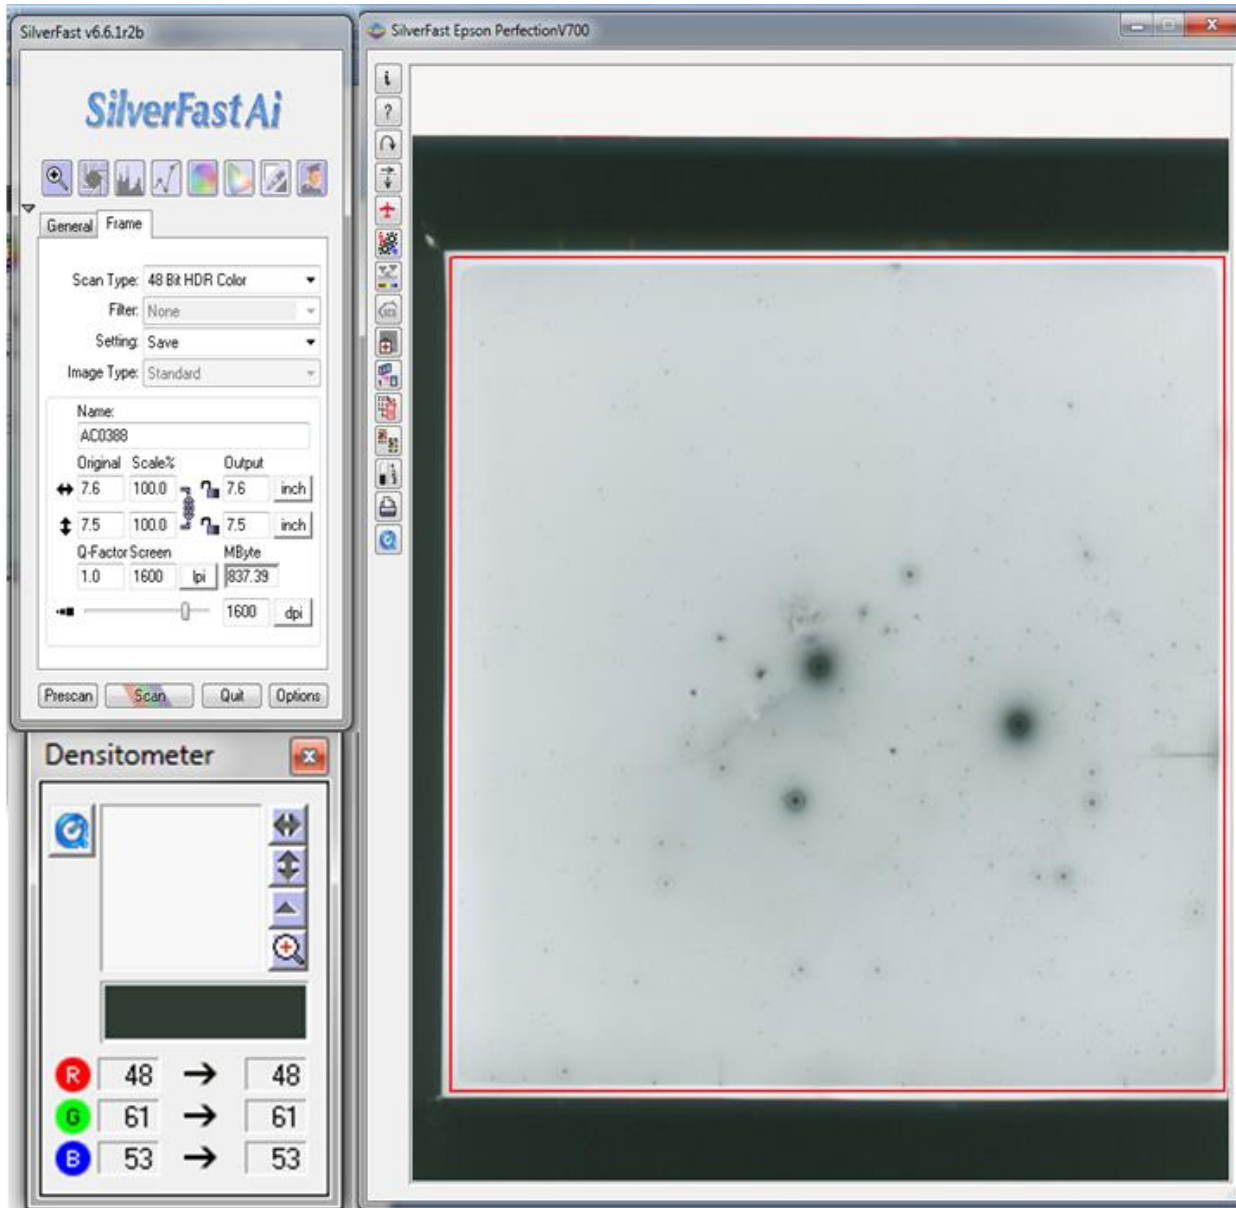 SilverFast v6.6.1r2b
SilverFast Ai
General Frame
Scan Type: 48 Bit HDR Color
Filter: None
Setting: Save
Image Type: Standard
Name:
AC0388
Original Scale% Output
7.6 100.0 7.6 inch
7.5 100.0 7.5 inch
Q-Factor Screen MByte
1.0 1600 lpi 837.39
1600 dpi
Prescan Scan Quit Options
Densitometer
R 48 → 48
G 61 → 61
B 53 → 53
SilverFast Epson PerfectionV700
i
?